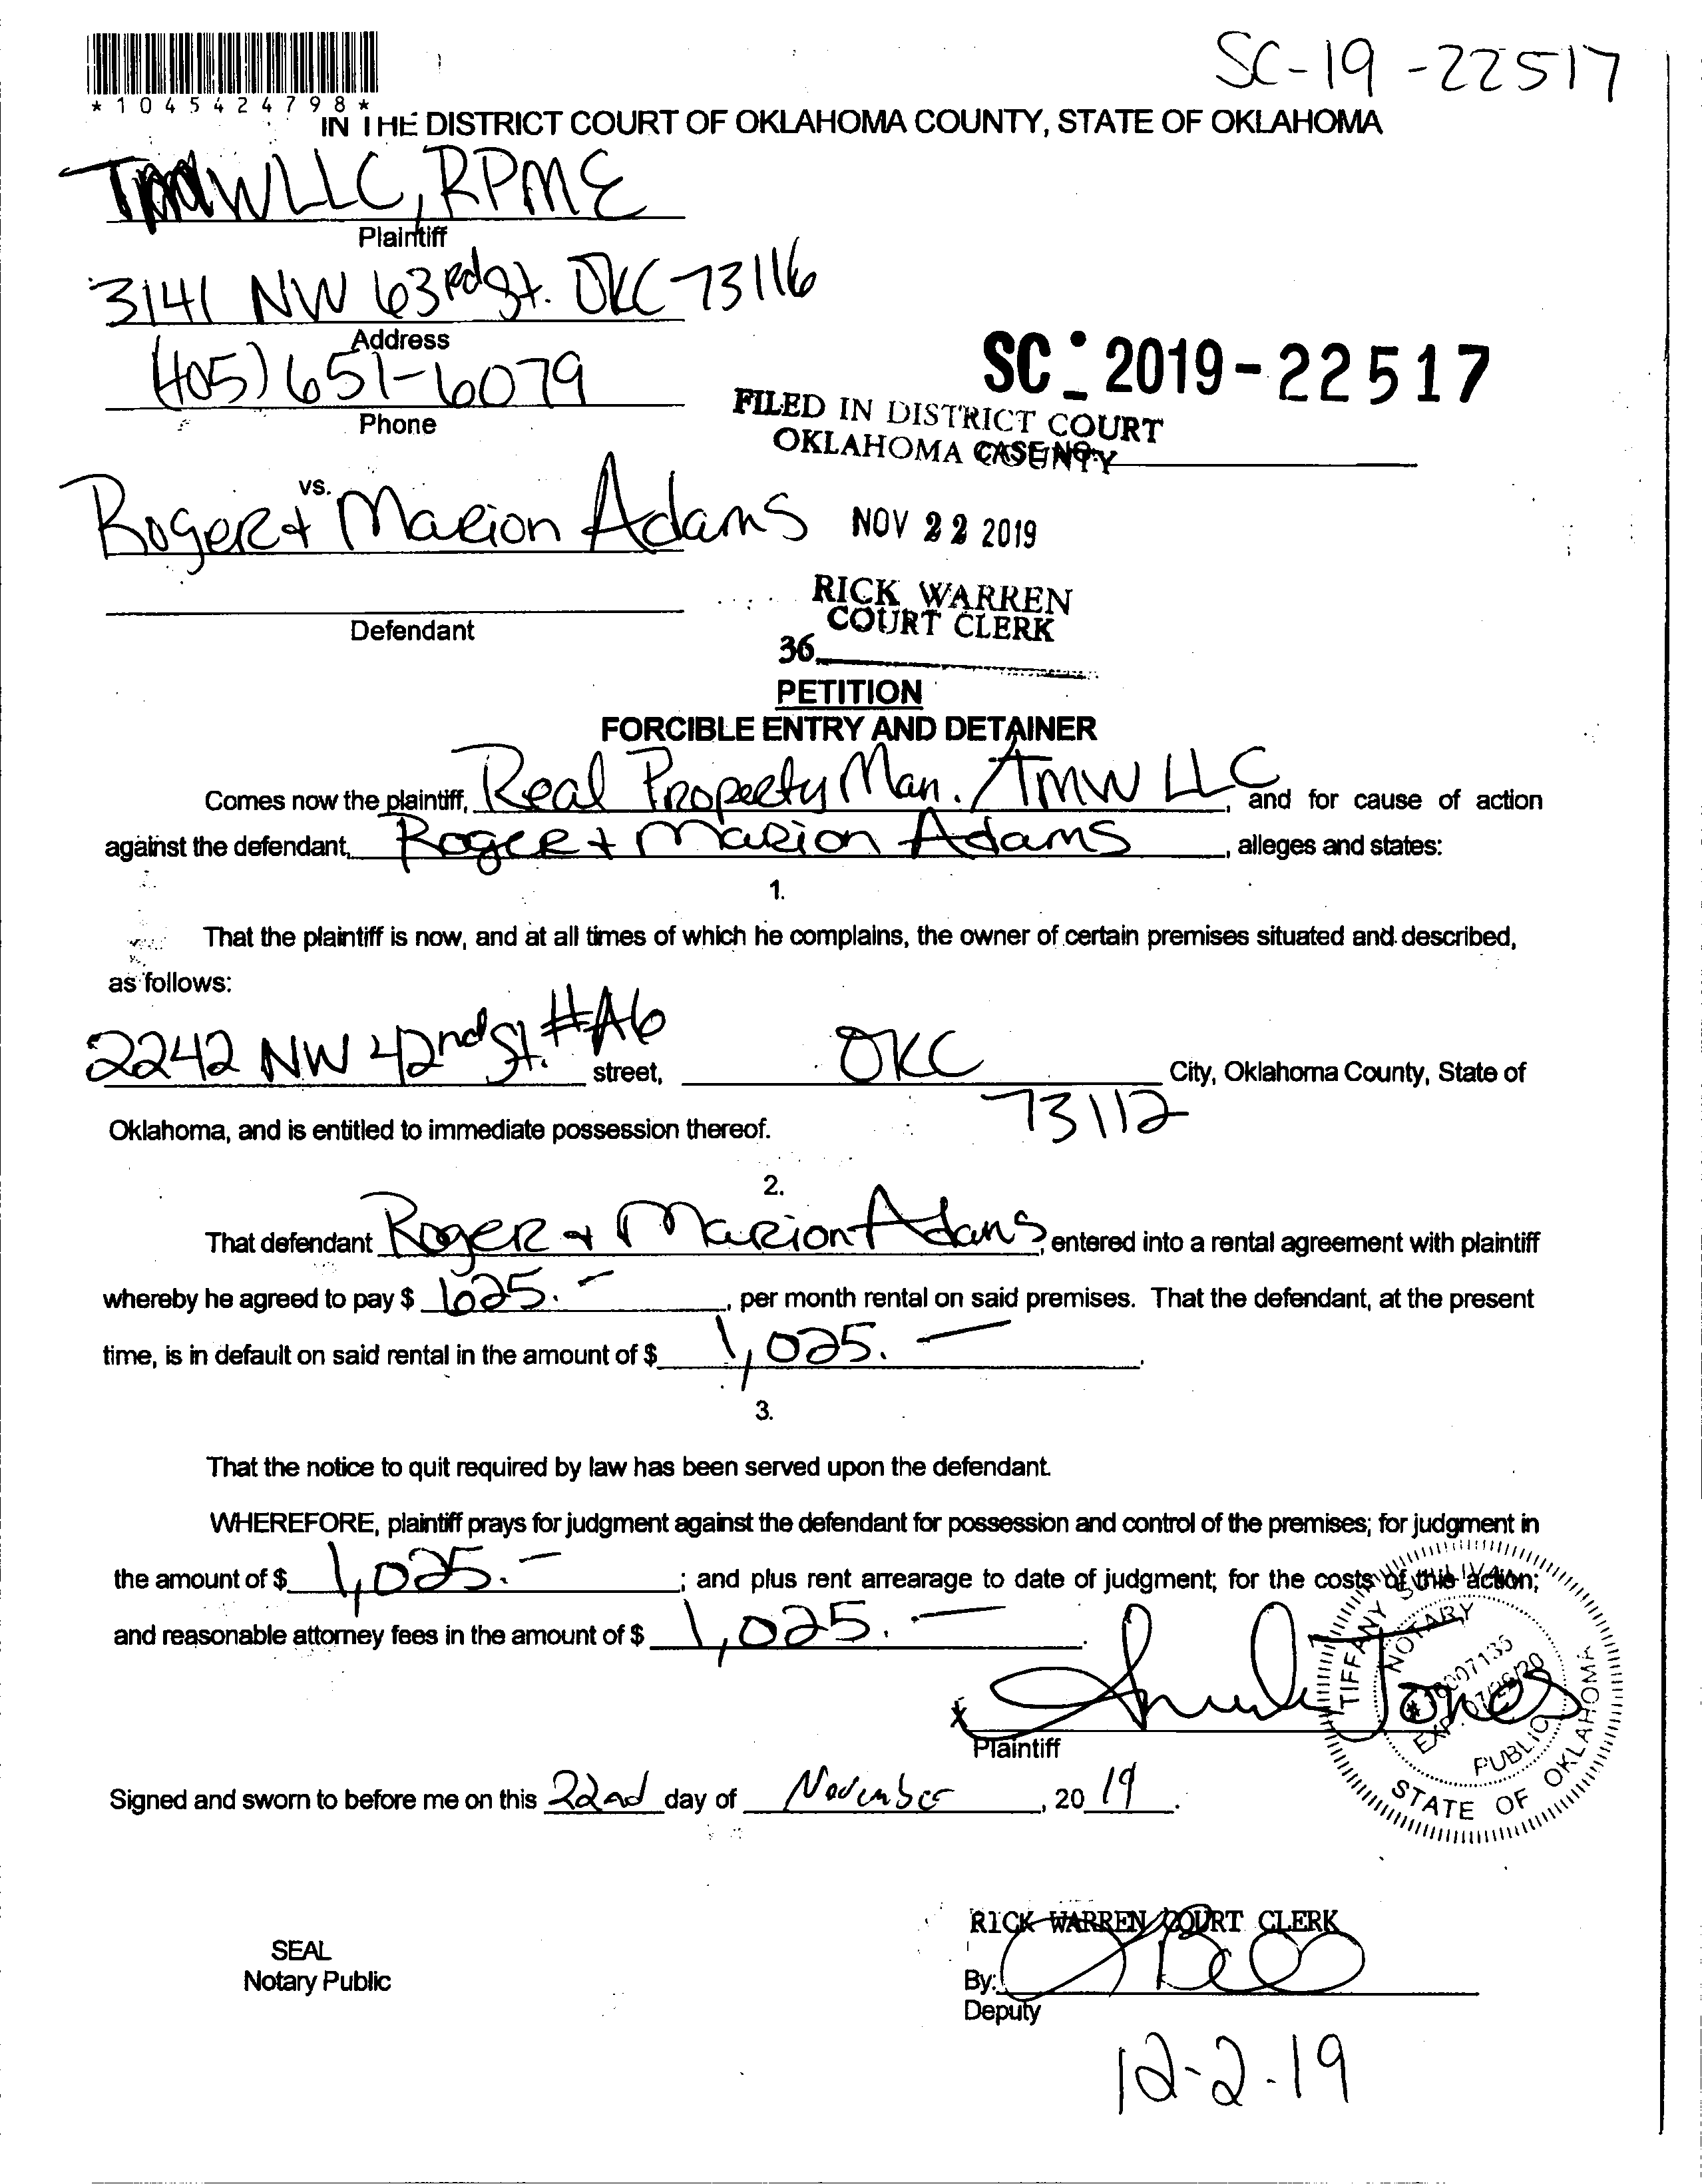 SC-19-22517
*1045424798*
IN THE DISTRICT COURT OF OKLAHOMA COUNTY, STATE OF OKLAHOMA
TMWLLC, RPME
Plaintiff
3141 NW 63RD St. OKC 73116
Address
(405) 651-6079
Phone
SC - 2019-22517
FILED IN DISTRICT COURT
OKLAHOMA COUNTY
CASE NO.
vs.
Roger + Marion Adams
NOV 22 2019
RICK WARREN
COURT CLERK
Defendant
36
PETITION
FORCIBLE ENTRY AND DETAINER
Comes now the plaintiff, Real Property Man. / TMW LLC, and for cause of action
against the defendant, Roger + Marion Adams, alleges and states:
1.
That the plaintiff is now, and at all times of which he complains, the owner of certain premises situated and described,
as follows:
2242 NW 42nd St. #A6 street, OKC City, Oklahoma County, State of
73112
Oklahoma, and is entitled to immediate possession thereof.
2.
That defendant Roger + Marion Adams, entered into a rental agreement with plaintiff
whereby he agreed to pay $ 625.-, per month rental on said premises. That the defendant, at the present
time, is in default on said rental in the amount of $ 1,025.-.
3.
That the notice to quit required by law has been served upon the defendant.
WHEREFORE, plaintiff prays for judgment against the defendant for possession and control of the premises; for judgment in
the amount of $ 1,025.-; and plus rent arrearage to date of judgment; for the costs of this action;
and reasonable attorney fees in the amount of $ 1,025.-.
Jones
Plaintiff
TIFFANY SULLIVAN
NOTARY
EXP. 07/26/20
PUBLIC
STATE OF OKLAHOMA
Signed and sworn to before me on this 22nd day of November, 2019.
RICK WARREN COURT CLERK
SEAL
Notary Public
By:
Deputy
12-2-19